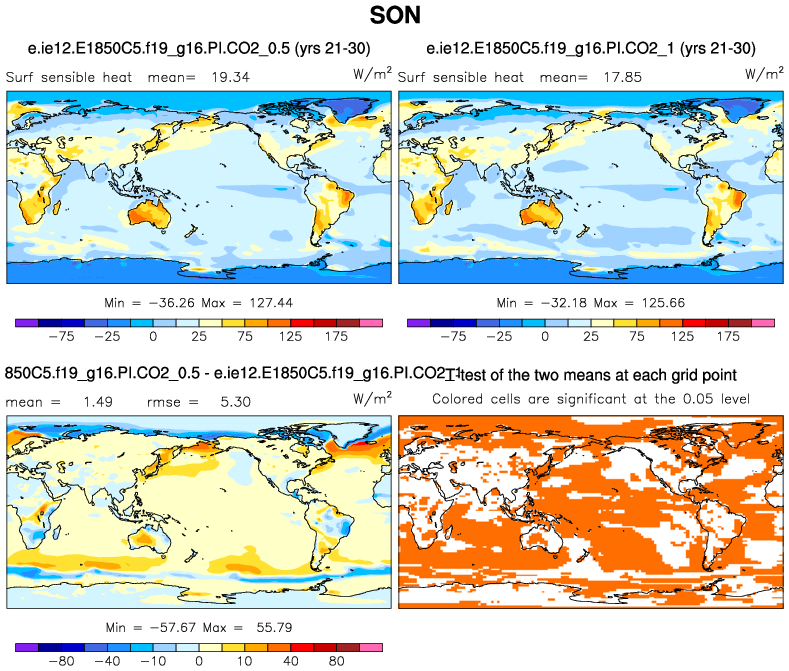 SON
e.ie12.E1850C5.f19_g16.PI.CO2_0.5 (yrs 21-30)
e.ie12.E1850C5.f19_g16.PI.CO2_1 (yrs 21-30)
Surf sensible heat mean= 19.34 W/m²
Surf sensible heat mean= 17.85 W/m²
Min = −36.26 Max = 127.44
Min = −32.18 Max = 125.66
−75 −25 0 25 75 125 175
−75 −25 0 25 75 125 175
850C5.f19_g16.PI.CO2_0.5 - e.ie12.E1850C5.f19_g16.PI.CO2_1
T-test of the two means at each grid point
mean = 1.49 rmse = 5.30 W/m²
Colored cells are significant at the 0.05 level
Min = −57.67 Max = 55.79
−80 −40 −10 0 10 40 80